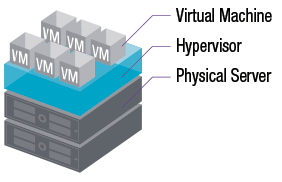 Virtual Machine
Hypervisor
Physical Server
VM VM VM
VM VM VM